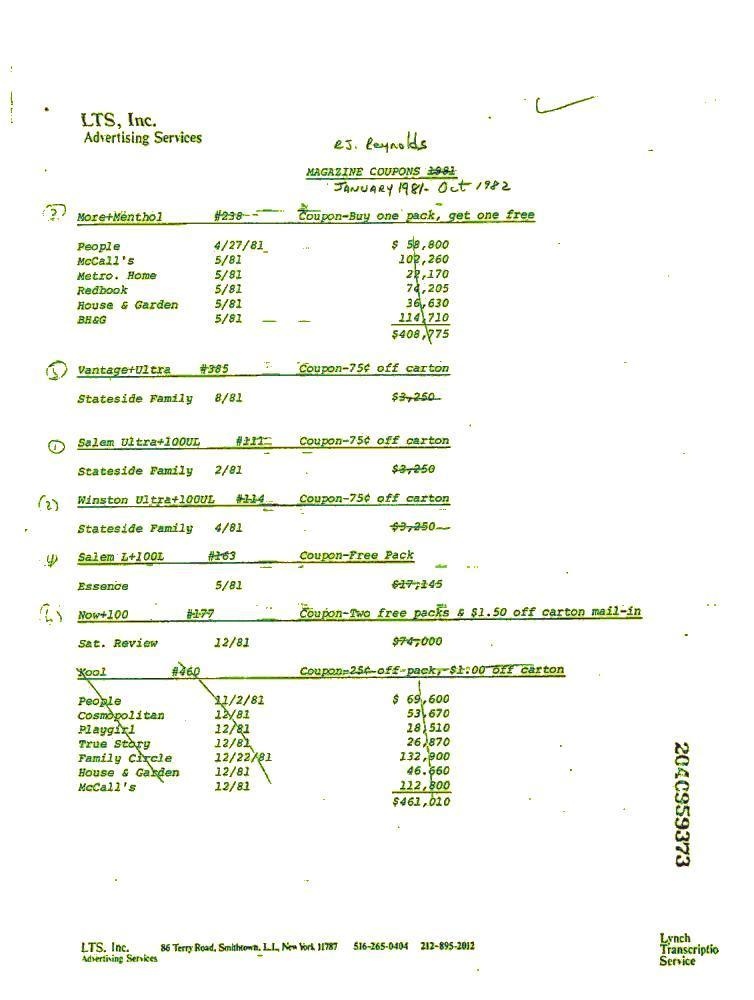 LTS, Inc.
Advertising Services
RJ. Reynolds
MAGAZINE COUPONS 1981
JANUARY 1981- Oct 1982
More+Menthol #238 Coupon-Buy one pack, get one free
People 4/27/81 $ 58,800
McCall's 5/81 102,260
Metro. Home 5/81 22,170
Redbook 5/81 74,205
House & Garden 5/81 36,630
BH&G 5/81 114,710
$408,775
Vantage+Ultra #385 Coupon-75¢ off carton
Stateside Family 8/81 $3,250
(1) Salem Ultra+100UL #111 Coupon-75¢ off carton
Stateside Family 2/81 $3,250
(2) Winston Ultra+100UL #114 Coupon-75¢ off carton
Stateside Family 4/81 $3,250
4) Salem L+100L #163 Coupon-Free Pack
Essence 5/81 $17,145
Now+100 #177 Coupon-Two free packs & $1.50 off carton mail-in
Sat. Review 12/81 $74,000
Kool #460 Coupon-25¢ off pack, $1.00 off carton
People 11/2/81 $ 69,600
Cosmopolitan 12/81 53,670
Playgirl 12/81 18,510
True Story 12/81 26,870
Family Circle 12/22/81 132,900
House & Garden 12/81 46.660
McCall's 12/81 112,800
$461,010
2040959373
LTS, Inc. 86 Terry Road, Smithtown, L.I., New York 11787 516-265-0404 212-895-2012
Advertising Services
Lynch
Transcriptio
Service